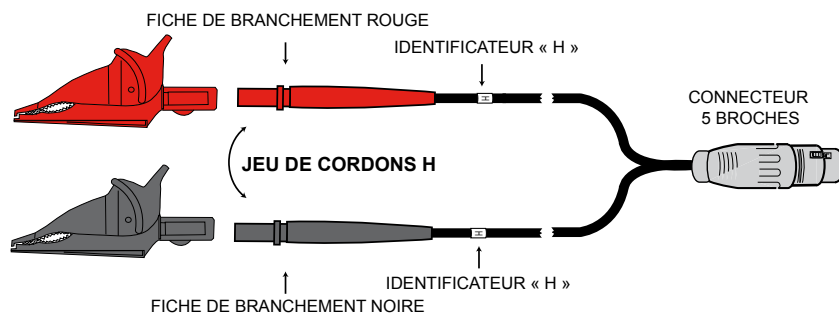 FICHE DE BRANCHEMENT ROUGE
IDENTIFICATEUR « H »
H
CONNECTEUR
5 BROCHES
JEU DE CORDONS H
H
IDENTIFICATEUR « H »
FICHE DE BRANCHEMENT NOIRE